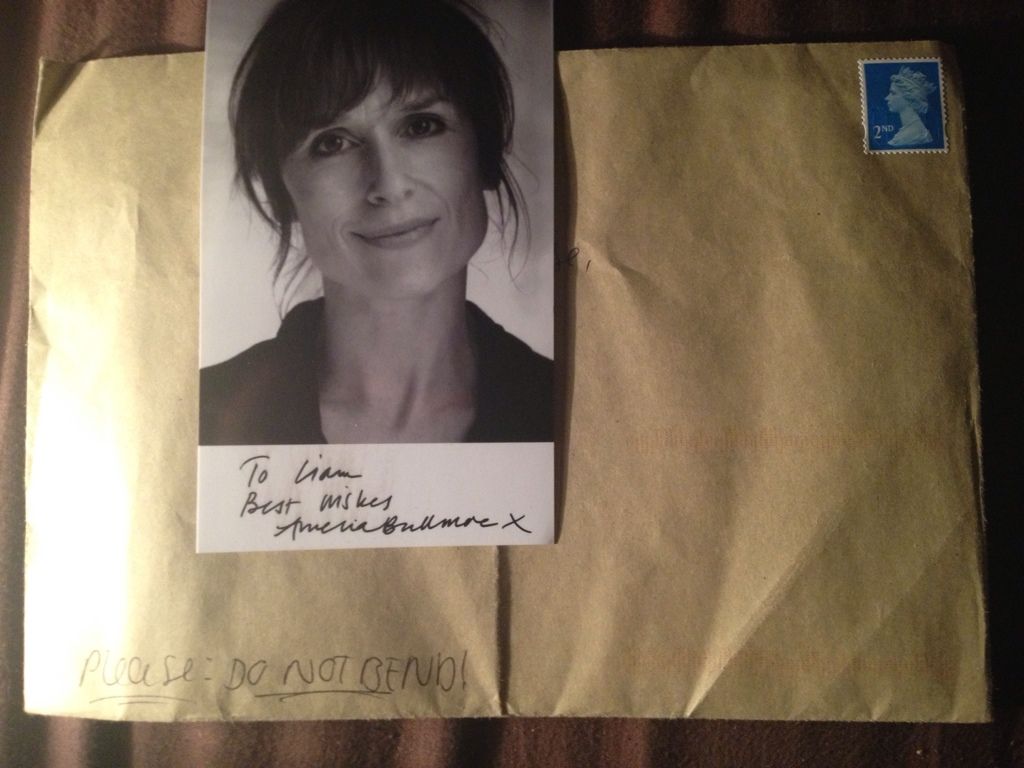 2ND
To Liam
Best wishes
Amelia Bullmore X
Please: DO NOT BEND!